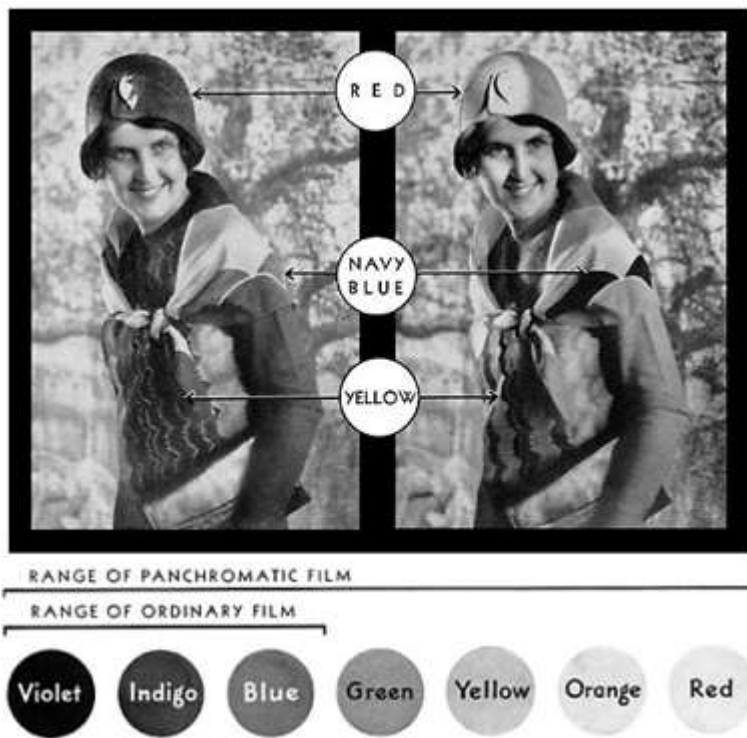 RED
NAVY
BLUE
YELLOW
RANGE OF PANCHROMATIC FILM
RANGE OF ORDINARY FILM
Violet Indigo Blue Green Yellow Orange Red